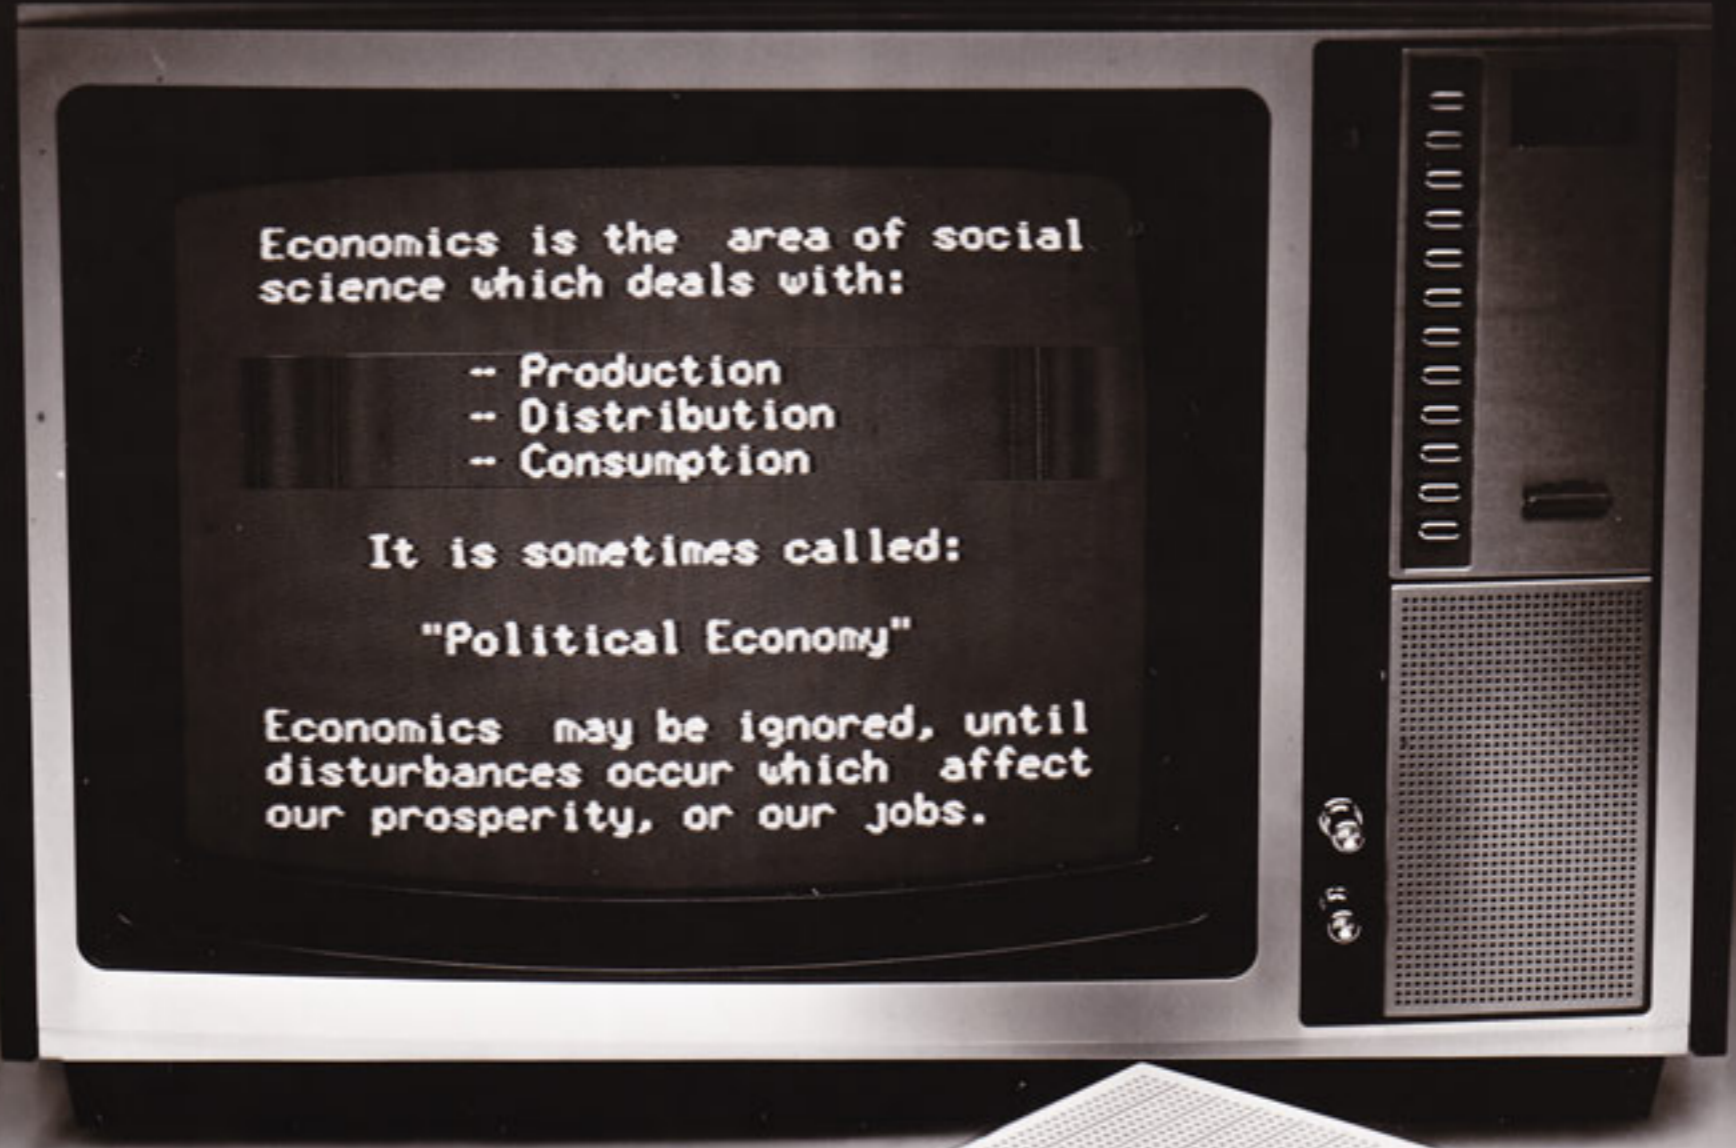 Economics is the area of social
science which deals with:
-- Production
-- Distribution
-- Consumption
It is sometimes called:
"Political Economy"
Economics may be ignored, until
disturbances occur which affect
our prosperity, or our jobs.